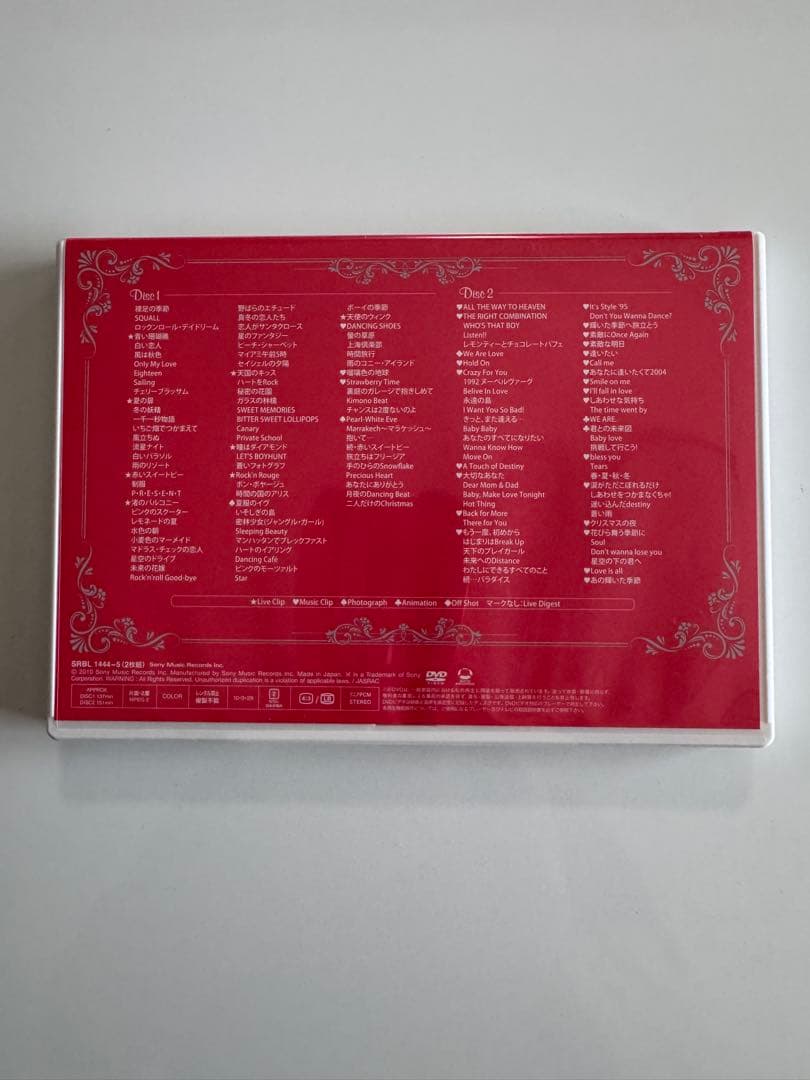 Disc 1
裸足の季節
SQUALL
ロックンロール・デイドリーム
★青い珊瑚礁
白い恋人
風は秋色
Only My Love
Eighteen
Sailing
チェリーブラッサム
★夏の扉
冬の妖精
一千一秒物語
いちご畑でつかまえて
風立ちぬ
流星ナイト
白いパラソル
雨のリゾート
★赤いスイートピー
制服
P・R・E・S・E・N・T
★渚のバルコニー
ピンクのスクーター
レモネードの夏
水色の朝
小麦色のマーメイド
マドラス・チェックの恋人
星空のドライブ
未来の花嫁
Rock'n'roll Good-bye
野ばらのエチュード
真冬の恋人たち
恋人がサンタクロース
星のファンタジー
ピーチ・シャーベット
マイアミ午前5時
セイシェルの夕陽
★天国のキッス
ハートをRock
秘密の花園
ガラスの林檎
SWEET MEMORIES
BITTER SWEET LOLLIPOPS
Canary
Private School
★瞳はダイアモンド
LET'S BOYHUNT
蒼いフォトグラフ
★Rock'n Rouge
ボン・ボヤージュ
時間の国のアリス
♣夏服のイヴ
いそしぎの島
密林少女(ジャングル・ガール)
Sleeping Beauty
マンハッタンでブレックファスト
ハートのイアリング
Dancing Café
ピンクのモーツァルト
Star
ボーイの季節
★天使のウィンク
♥DANCING SHOES
螢の草原
上海倶楽部
時間旅行
雨のコニー・アイランド
♥瑠璃色の地球
♥Strawberry Time
裏庭のガレージで抱きしめて
Kimono Beat
チャンスは2度ないのよ
♠Pearl-White Eve
Marrakech～マラケッシュ～
抱いて…
続・赤いスイートピー
旅立ちはフリージア
手のひらのSnowflake
Precious Heart
あなたにありがとう
月夜のDancing Beat
二人だけのChristmas
Disc 2
♥ALL THE WAY TO HEAVEN
♥THE RIGHT COMBINATION
WHO'S THAT BOY
Listen!!
レモンティーとチョコレートパフェ
◆We Are Love
♥Hold On
♥Crazy For You
1992 ヌーベルヴァーグ
Belive In Love
永遠の島
I Want You So Bad!
きっと、また逢える…
Baby Baby
あなたのすべてになりたい
Wanna Know How
Move On
♥A Touch of Destiny
♥大切なあなた
Dear Mom & Dad
Baby, Make Love Tonight
Hot Thing
♥Back for More
There for You
♥もう一度、初めから
はじまりはBreak Up
天下のプレイガール
未来へのDistance
わたしにできるすべてのこと
続…パラダイス
♥It's Style '95
Don't You Wanna Dance?
♥輝いた季節へ旅立とう
♥素敵にOnce Again
♥素敵な明日
♥逢いたい
♥Call me
♥あなたに逢いたくて2004
♥Smile on me
♥I'll fall in love
♥しあわせな気持ち
The time went by
♣WE ARE.
♣君との未来図
Baby love
挑戦して行こう!
♥bless you
Tears
春・夏・秋・冬
♥涙がただこぼれるだけ
しあわせをつかまなくちゃ!
迷い込んだdestiny
蒼い雨
♥クリスマスの夜
♥花びら舞う季節に
Soul
Don't wanna lose you
星空の下の君へ
♥Love is all
♥あの輝いた季節
★Live Clip ♥Music Clip ♣Photograph ♠Animation ◆Off Shot マークなし:Live Digest
SRBL 1444~5 (2枚組) Sony Music Records Inc.
© 2010 Sony Music Records Inc. Manufactured by Sony Music Records Inc. Made in Japan. is a Trademark of Sony
Corporation. WARNING : All Rights Reserved. Unauthorized duplication is a violation of applicable laws. / JASRAC
DVD
APPROX.
DISC1 137min
DISC2 151min
片面・2層
MPEG 2
COLOR
レンタル禁止
複製不能
10-9-29
2
4:3
LB
リニアPCM
STEREO